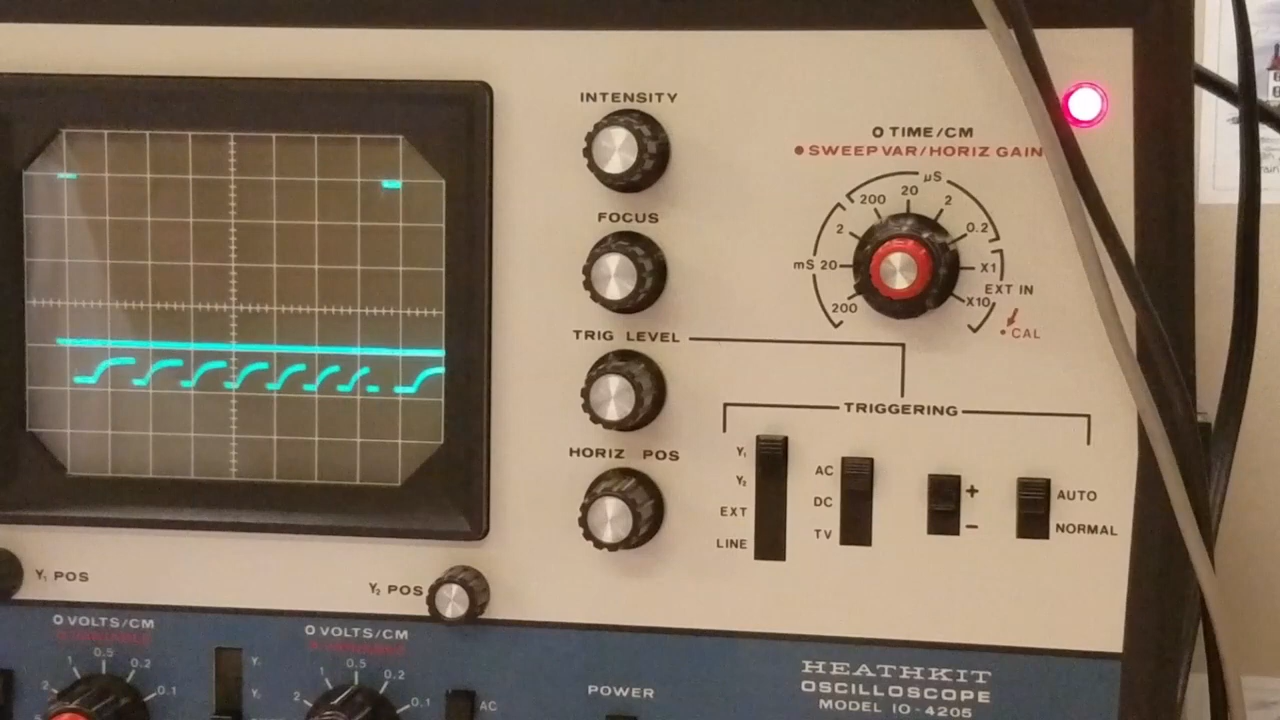 INTENSITY
FOCUS
TRIG LEVEL
HORIZ POS
O TIME/CM
• SWEEP VAR/HORIZ GAIN
µS
200
20
2
0.2
2
mS 20
200
X1
EXT IN
X10
• CAL
TRIGGERING
Y₁
Y₂
EXT
LINE
AC
DC
TV
+
−
AUTO
NORMAL
Y₁ POS
Y₂ POS
O VOLTS/CM
2
1
0.5
0.2
0.1
O VOLTS/CM
2
1
0.5
0.2
0.1
AC
POWER
HEATHKIT
OSCILLOSCOPE
MODEL IO-4205